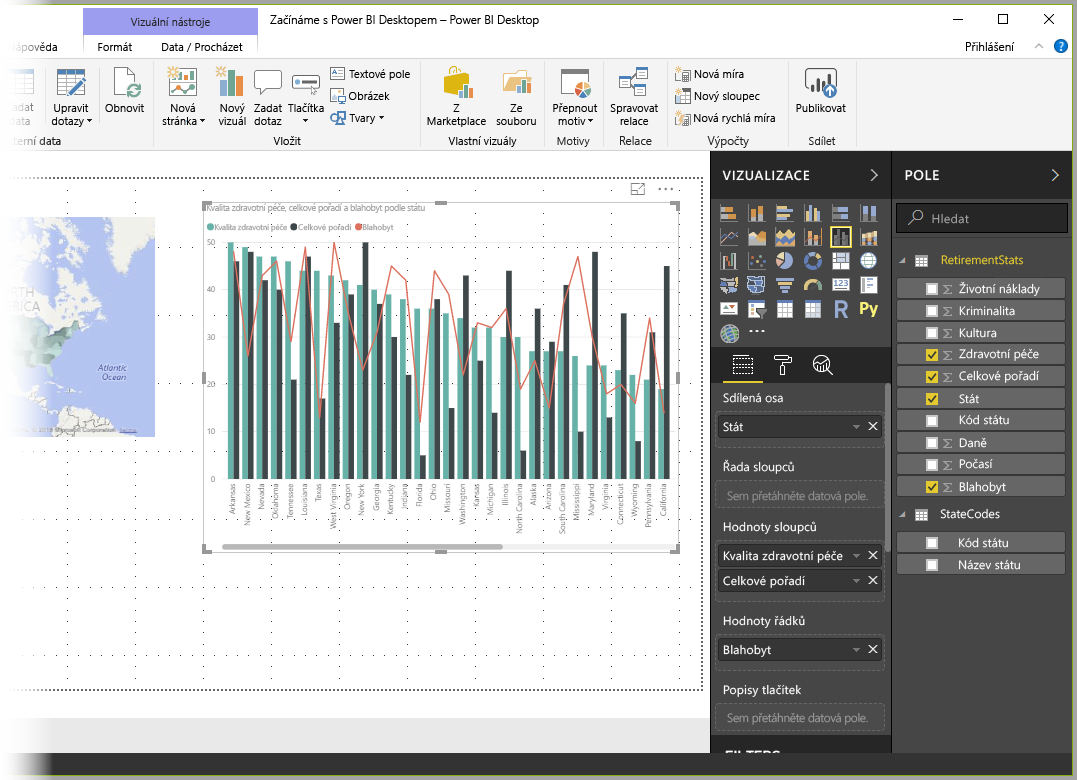 Vizuální nástroje
Začínáme s Power BI Desktopem – Power BI Desktop
Nápověda
Formát
Data / Procházet
Přihlášení
?
Upravit dotazy
Obnovit
Nová stránka
Nový vizuál
Zadat dotaz
Tlačítka
Textové pole
Obrázek
Tvary
Z Marketplace
Ze souboru
Přepnout motiv
Spravovat relace
Nová míra
Nový sloupec
Nová rychlá míra
Publikovat
terní data
Vložit
Vlastní vizuály
Motivy
Relace
Výpočty
Sdílet
Atlantic
Ocean
Kvalita zdravotní péče, celkové pořadí a blahobyt podle státu
Kvalita zdravotní péče
Celkové pořadí
Blahobyt
50
40
30
20
10
0
Arkansas
New Mexico
Nevada
Oklahoma
Tennessee
Louisiana
Texas
West Virginia
Oregon
New York
Georgia
Kentucky
Indiana
Florida
Ohio
Missouri
Washington
Kansas
Michigan
Illinois
North Carolina
Alaska
Arizona
South Carolina
Mississippi
Maryland
Virginia
Connecticut
Wyoming
Pennsylvania
California
VIZUALIZACE
123
R
Py
Sdílená osa
Stát
Řada sloupců
Sem přetáhněte datová pole.
Hodnoty sloupců
Kvalita zdravotní péče
Celkové pořadí
Hodnoty řádků
Blahobyt
Popisy tlačítek
Sem přetáhněte datová pole.
FILTERS
POLE
Hledat
RetirementStats
Životní náklady
Kriminalita
Kultura
Zdravotní péče
Celkové pořadí
Stát
Kód státu
Daně
Počasí
Blahobyt
StateCodes
Kód státu
Název státu